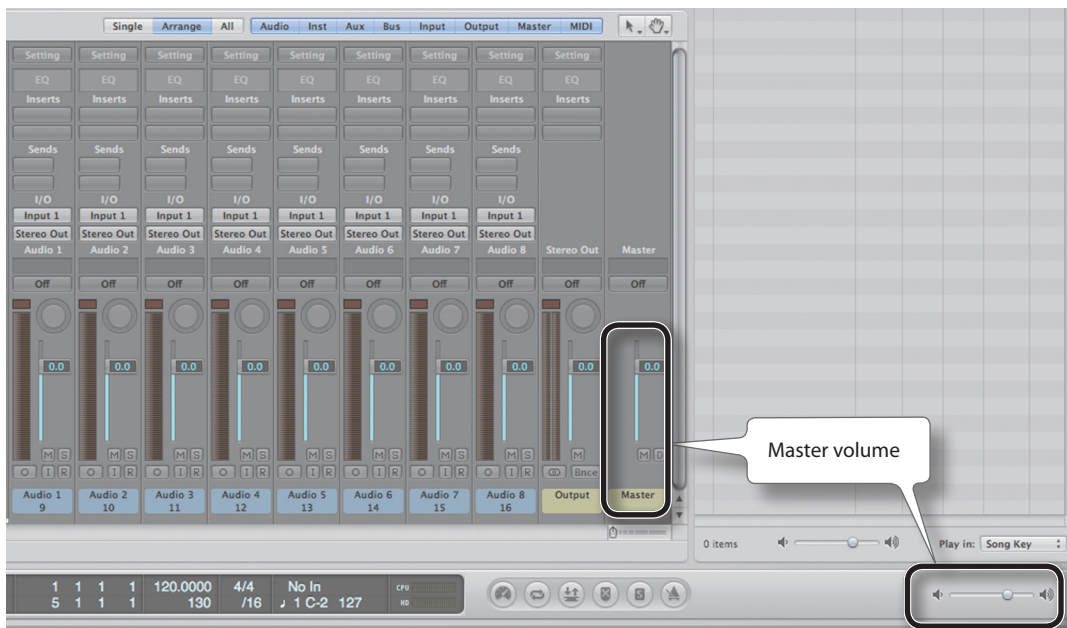 Single Arrange All Audio Inst Aux Bus Input Output Master MIDI
Setting Setting Setting Setting Setting Setting Setting Setting Setting
EQ EQ EQ EQ EQ EQ EQ EQ EQ
Inserts Inserts Inserts Inserts Inserts Inserts Inserts Inserts Inserts
Sends Sends Sends Sends Sends Sends Sends Sends
I/O I/O I/O I/O I/O I/O I/O I/O
Input 1 Input 1 Input 1 Input 1 Input 1 Input 1 Input 1 Input 1
Stereo Out Stereo Out Stereo Out Stereo Out Stereo Out Stereo Out Stereo Out Stereo Out
Audio 1 Audio 2 Audio 3 Audio 4 Audio 5 Audio 6 Audio 7 Audio 8 Stereo Out Master
Off Off Off Off Off Off Off Off Off Off
0.0 0.0 0.0 0.0 0.0 0.0 0.0 0.0 0.0 0.0
Master volume
M S M S M S M S M S M S M S M S M M D
I R I R I R I R I R I R I R I R Bnce
Audio 1 Audio 2 Audio 3 Audio 4 Audio 5 Audio 6 Audio 7 Audio 8 Output Master
9 10 11 12 13 14 15 16
0 items Play in: Song Key
1 1 1 1 120.0000 4/4 No In CPU
5 1 1 1 130 /16 1 C-2 127 HD
S